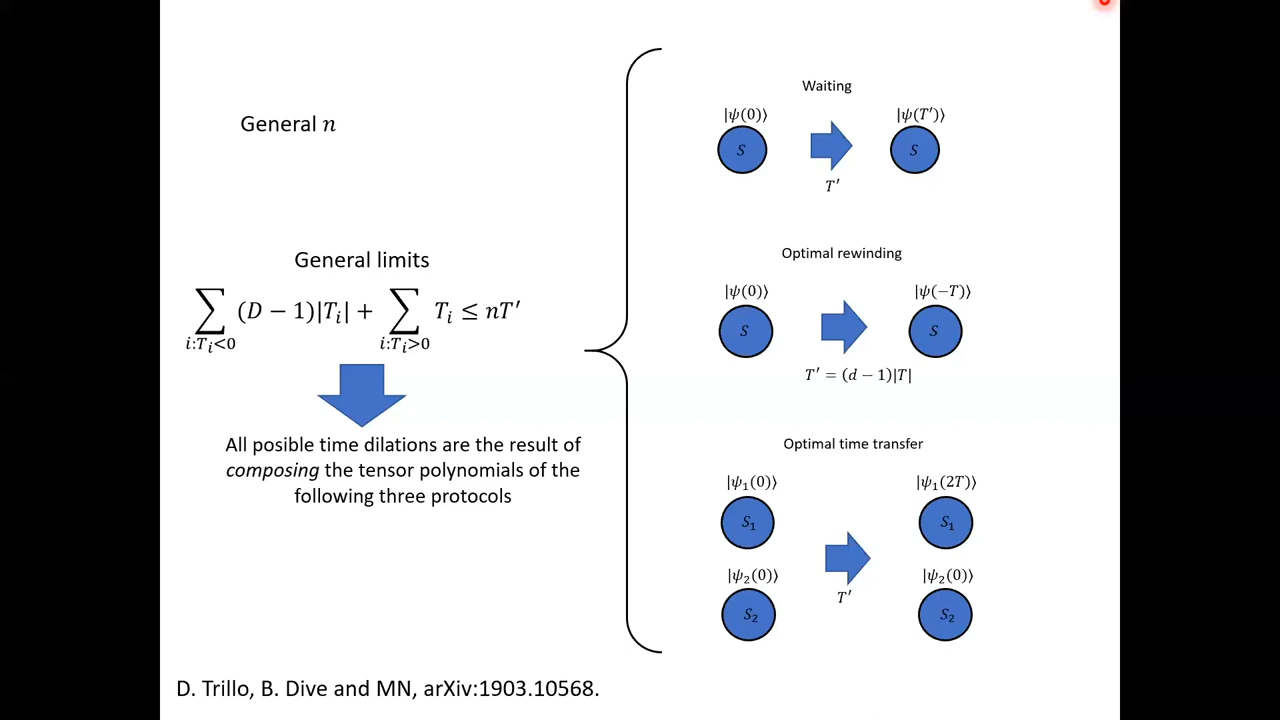 General n
General limits
∑_{i:T_i<0} (D − 1)|T_i| + ∑_{i:T_i>0} T_i ≤ nT′
All posible time dilations are the result of
composing the tensor polynomials of the
following three protocols
Waiting
|ψ(0)⟩ |ψ(T′)⟩
S S
T′
Optimal rewinding
|ψ(0)⟩ |ψ(−T)⟩
S S
T′ = (d − 1)|T|
Optimal time transfer
|ψ₁(0)⟩ |ψ₁(2T)⟩
S₁ S₁
|ψ₂(0)⟩ |ψ₂(0)⟩
T′
S₂ S₂
D. Trillo, B. Dive and MN, arXiv:1903.10568.